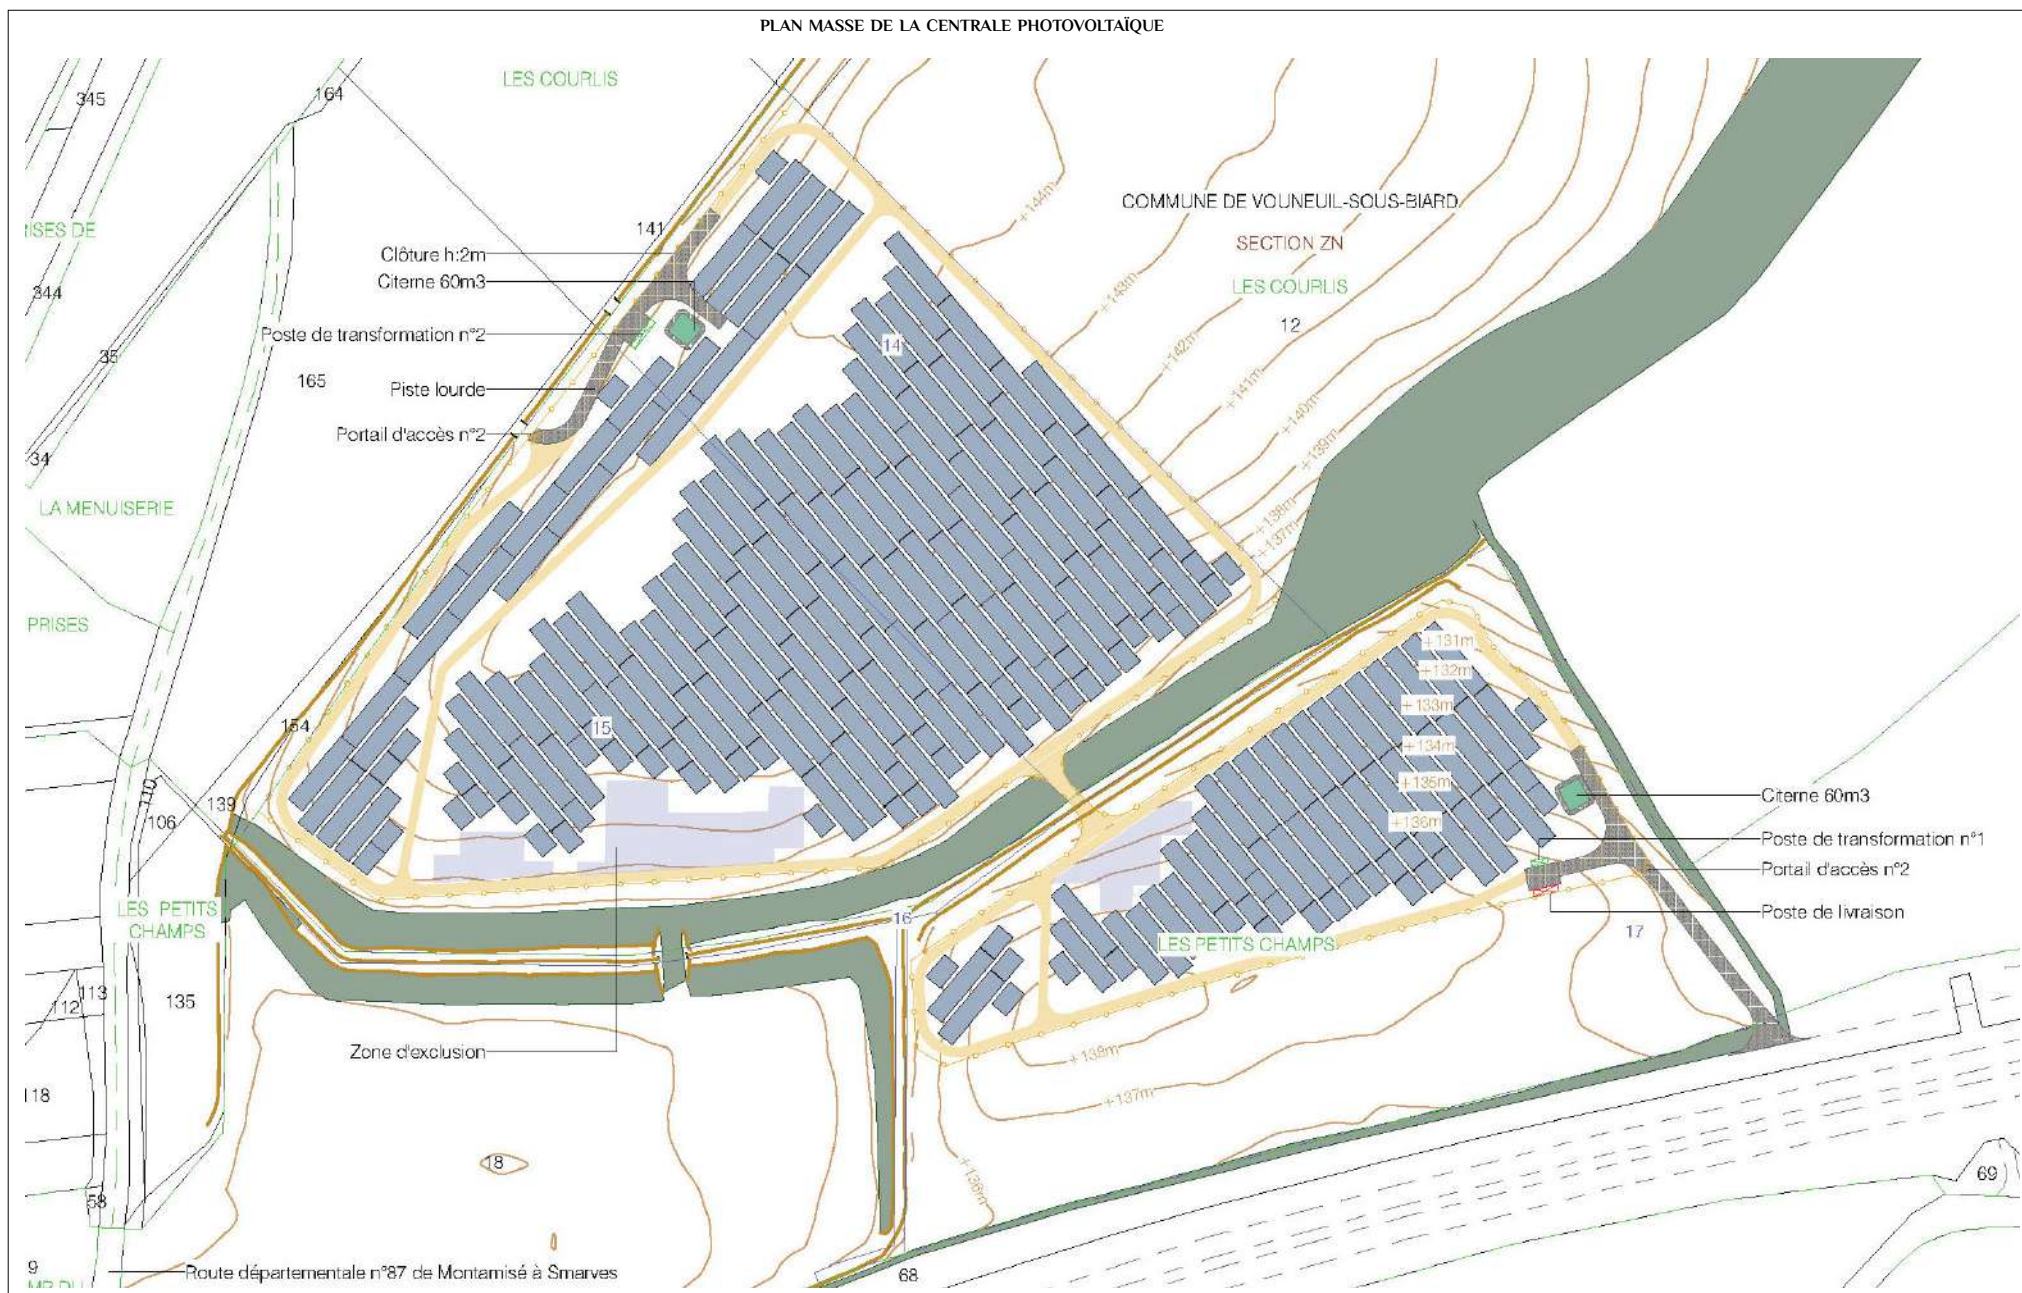 PLAN MASSE DE LA CENTRALE PHOTOVOLTAÏQUE
LES COURLIS
164
345
141
COMMUNE DE VOUNEUIL-SOUS-BIARD
SECTION ZN
LES COURLIS
12
+144m
+143m
+142m
+141m
+140m
+139m
+138m
+137m
RISES DE
344
Clôture h:2m
Citerne 60m3
Poste de transformation n°2
Piste lourde
Portail d'accès n°2
35
165
14
34
LA MENUISERIE
PRISES
15
154
139
110
106
+131m
+132m
+133m
+134m
+135m
+136m
Citerne 60m3
Poste de transformation n°1
Portail d'accès n°2
Poste de livraison
LES PETITS
CHAMPS
16
LES PETITS CHAMPS
17
113
112
135
Zone d'exclusion
+138m
+137m
+136m
118
18
58
69
9
Route départementale n°87 de Montamisé à Smarves
68